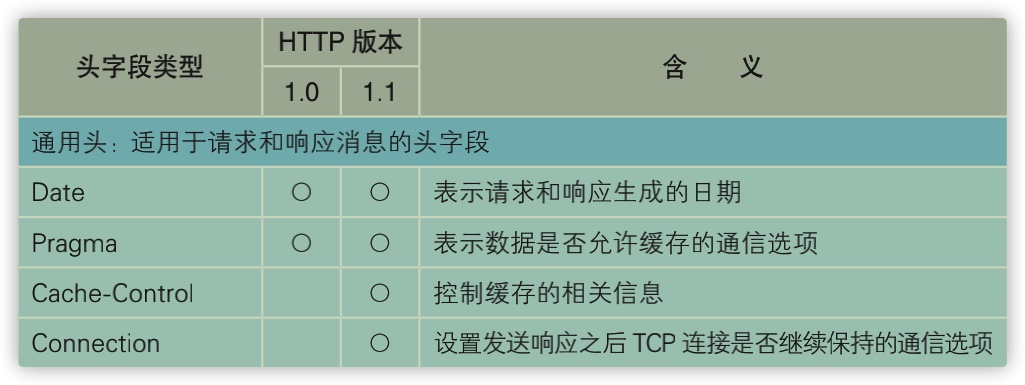 头字段类型 HTTP 版本 含 义
1.0 1.1
通用头：适用于请求和响应消息的头字段
Date ○ ○ 表示请求和响应生成的日期
Pragma ○ ○ 表示数据是否允许缓存的通信选项
Cache-Control ○ 控制缓存的相关信息
Connection ○ 设置发送响应之后 TCP 连接是否继续保持的通信选项